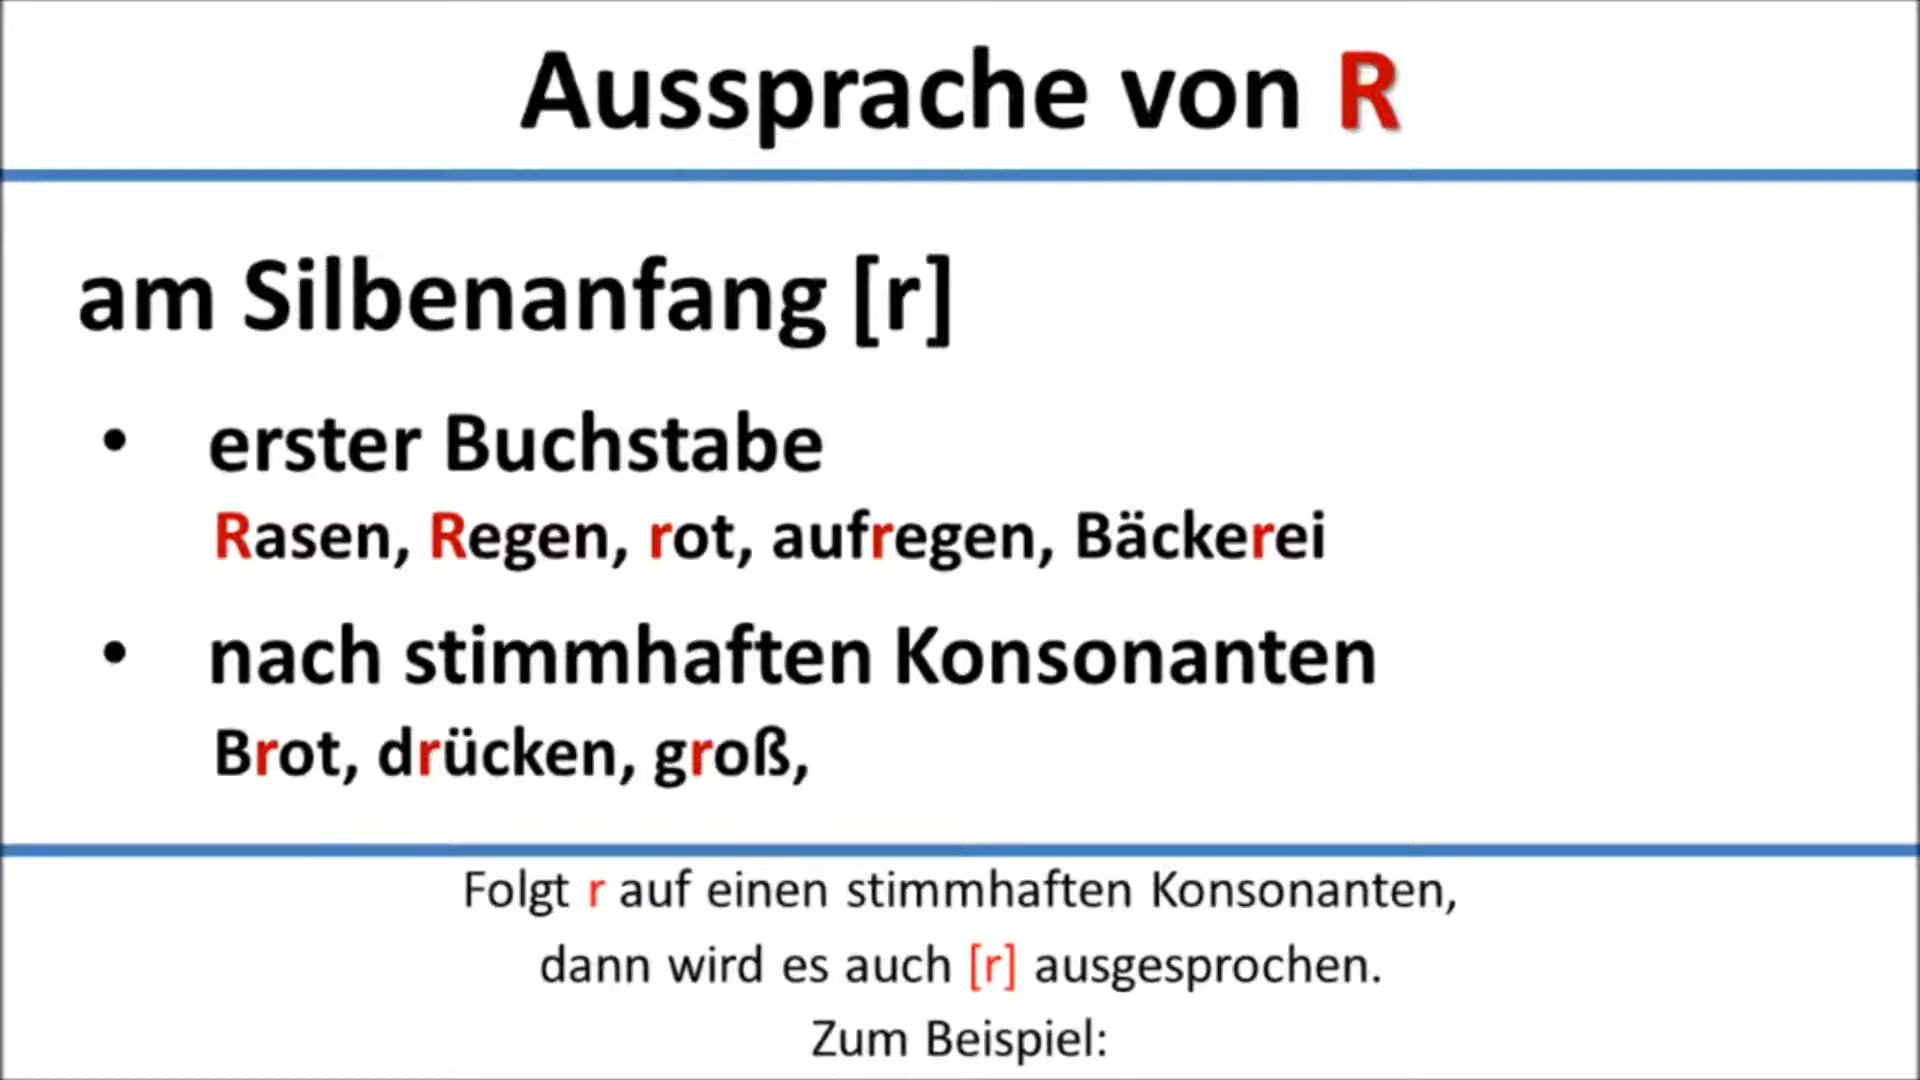 Aussprache von R
am Silbenanfang [r]
• erster Buchstabe
Rasen, Regen, rot, aufregen, Bäckerei
• nach stimmhaften Konsonanten
Brot, drücken, groß,
Folgt r auf einen stimmhaften Konsonanten,
dann wird es auch [r] ausgesprochen.
Zum Beispiel: